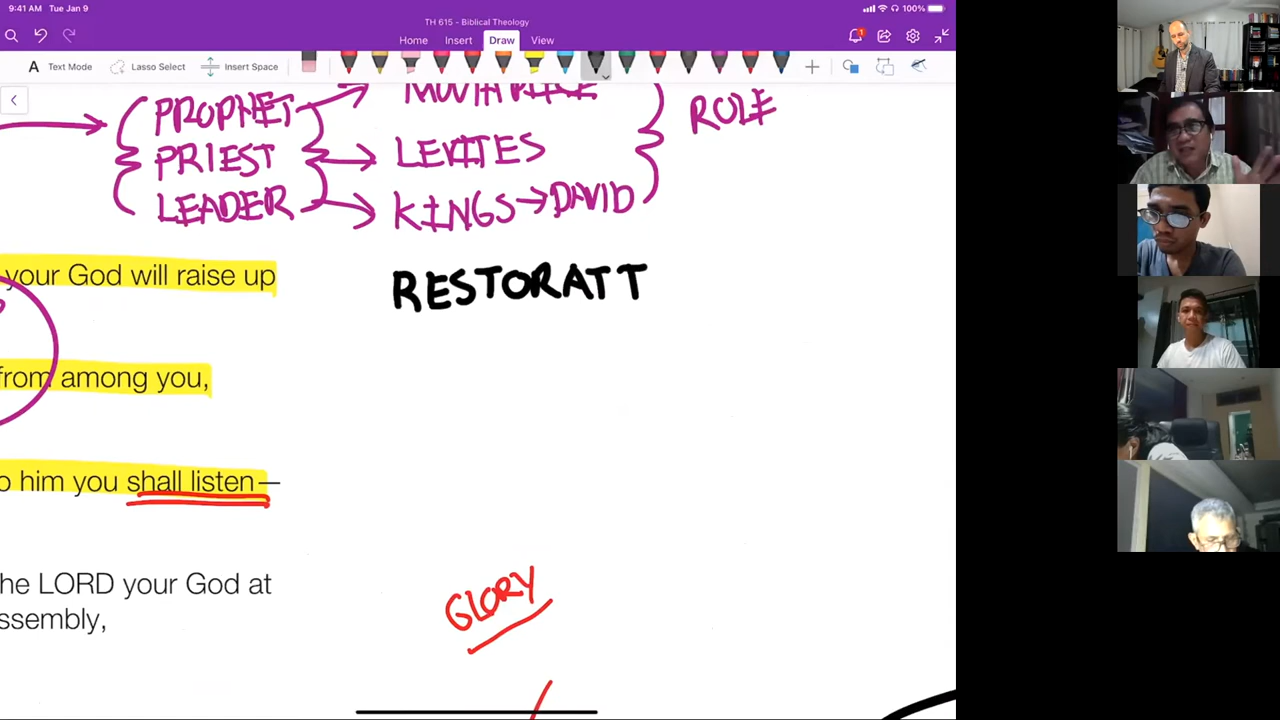 9:41 AM Tue Jan 9
100%
TH 615 - Biblical Theology
Home Insert Draw View
1
A Text Mode Lasso Select Insert Space
PROPHET
PRIEST LEVITES
LEADER KINGS → DAVID
ROLE
your God will raise up
RESTORATT
from among you,
o him you shall listen—
he LORD your God at
ssembly,
GLORY